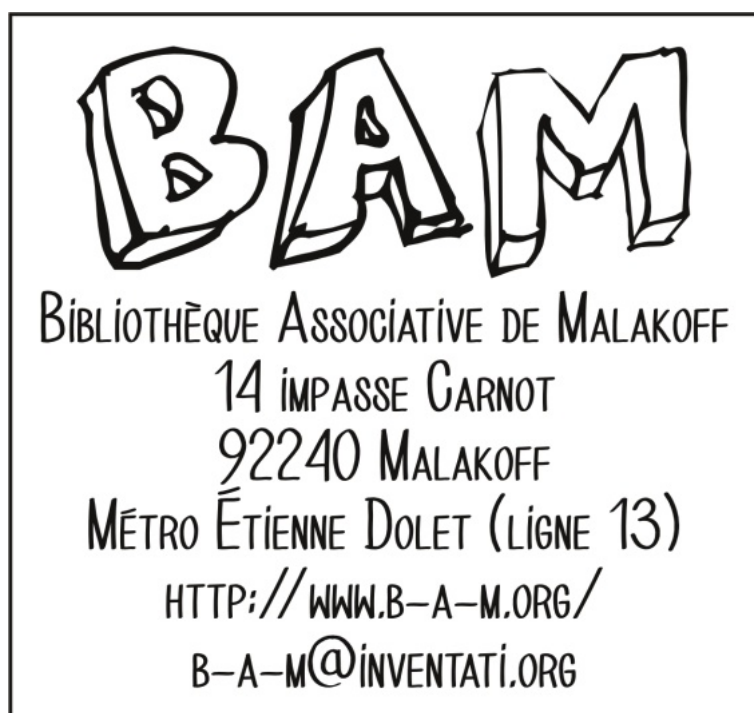 BAM
Bibliothèque Associative de Malakoff
14 impasse Carnot
92240 Malakoff
Métro Étienne Dolet (ligne 13)
http://www.b-a-m.org/
b-a-m@inventati.org